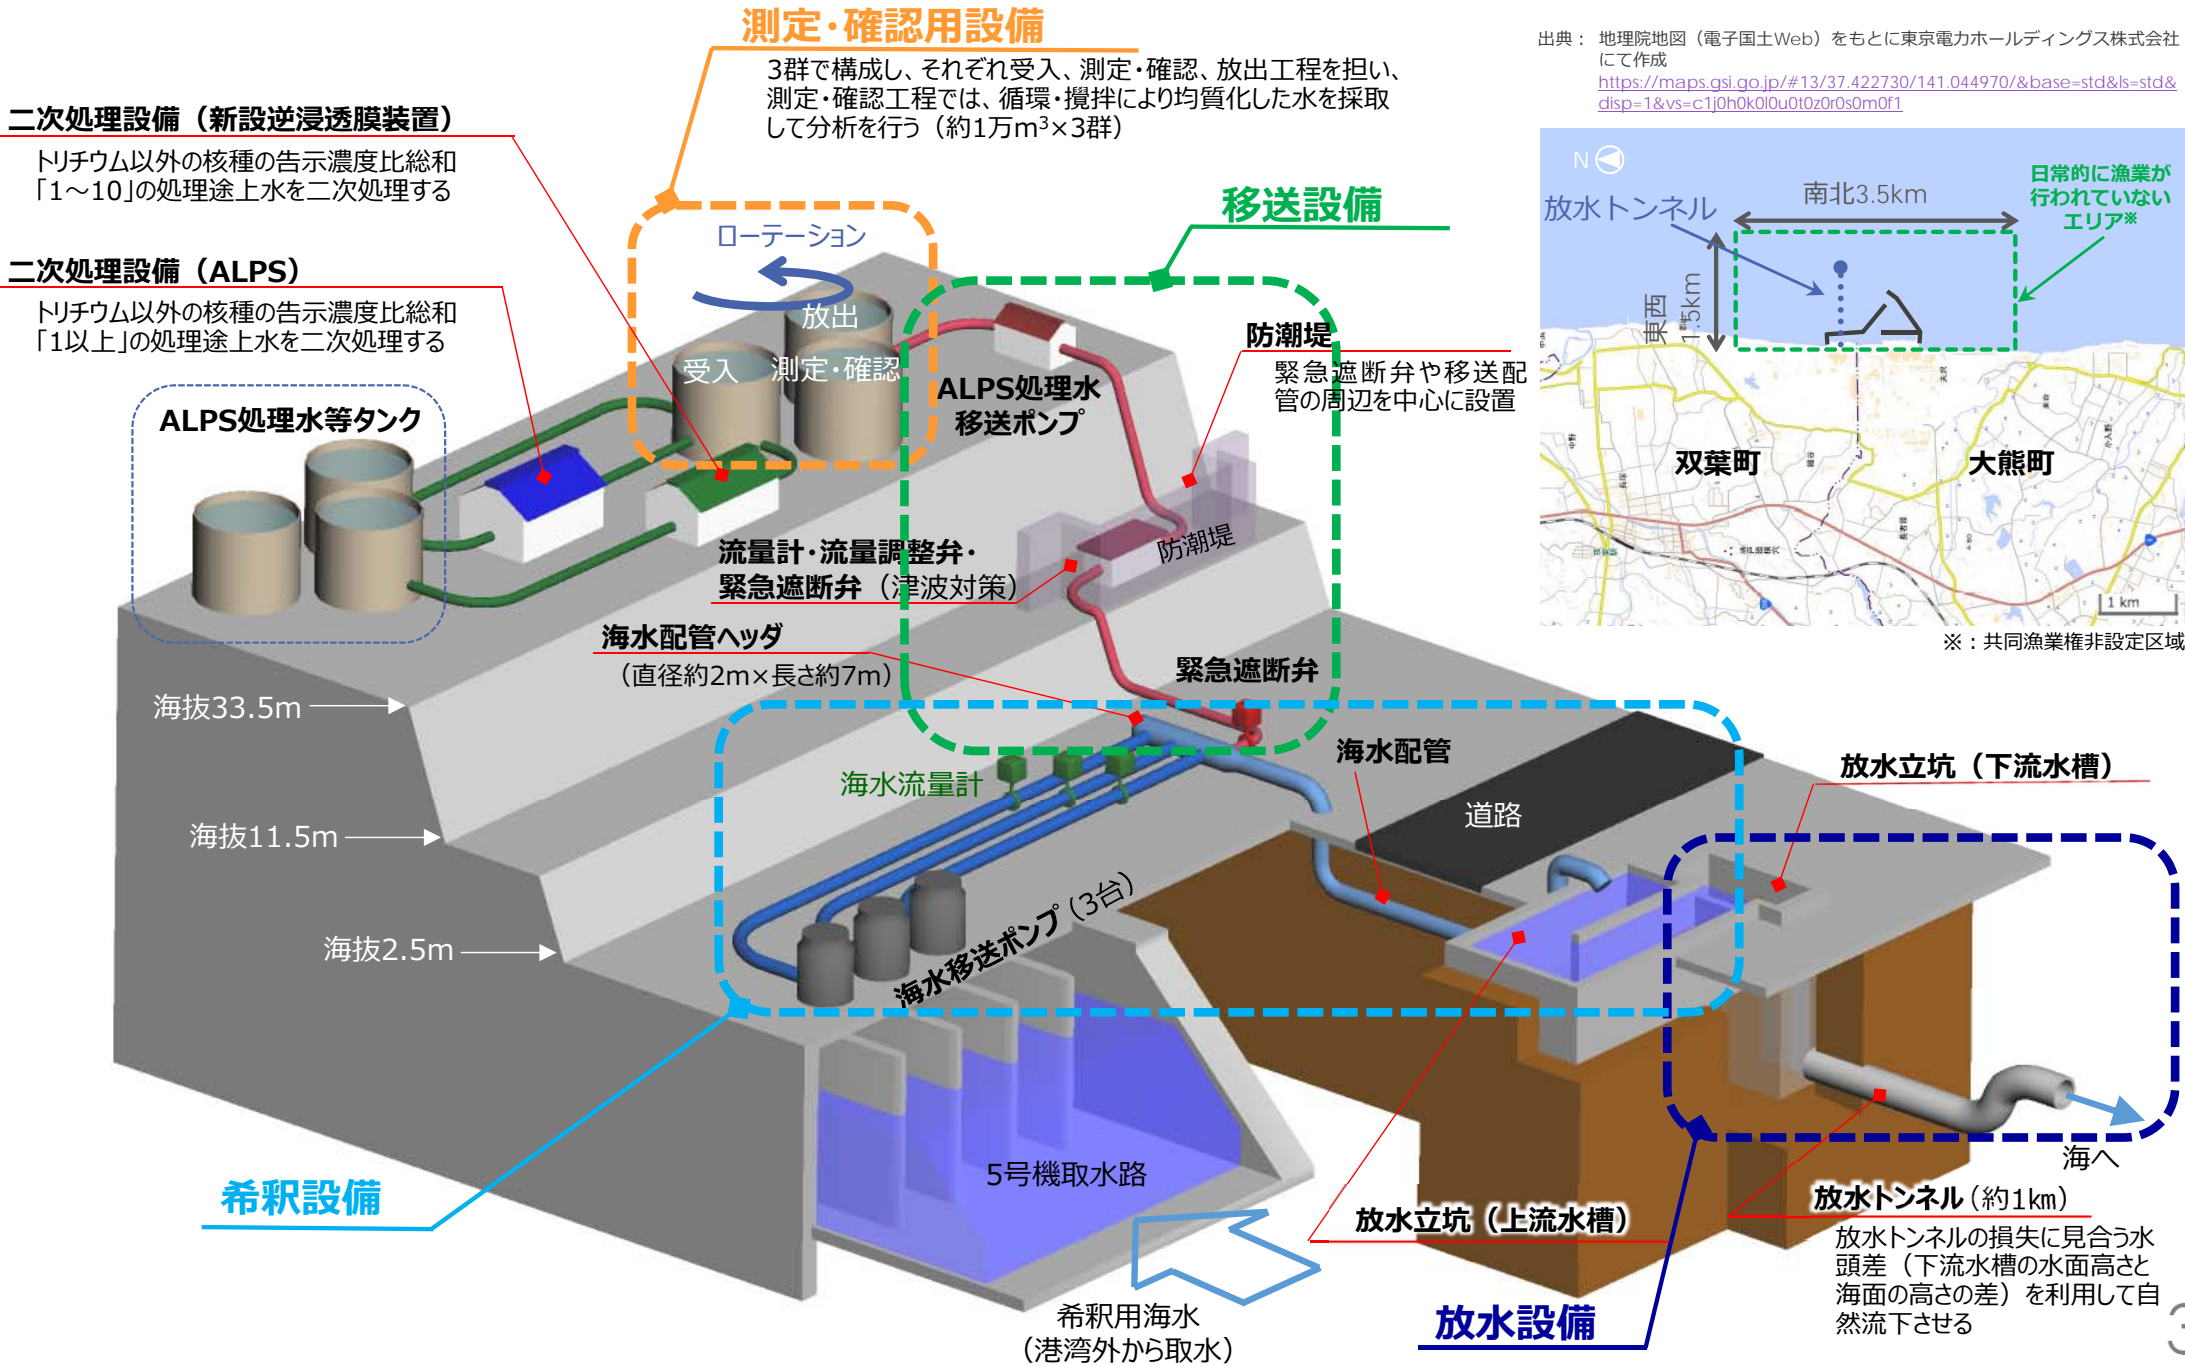 測定・確認用設備
3群で構成し、それぞれ受入、測定・確認、放出工程を担い、
測定・確認工程では、循環・攪拌により均質化した水を採取
して分析を行う（約1万m³×3群）
出典： 地理院地図（電子国土Web）をもとに東京電力ホールディングス株式会社
にて作成
https://maps.gsi.go.jp/#13/37.422730/141.044970/&base=std&ls=std&
disp=1&vs=c1j0h0k0l0u0t0z0r0s0m0f1
二次処理設備（新設逆浸透膜装置）
トリチウム以外の核種の告示濃度比総和
「1～10」の処理途上水を二次処理する
二次処理設備（ALPS）
トリチウム以外の核種の告示濃度比総和
「1以上」の処理途上水を二次処理する
ALPS処理水等タンク
ローテーション
放出
受入
測定・確認
移送設備
ALPS処理水
移送ポンプ
防潮堤
緊急遮断弁や移送配
管の周辺を中心に設置
防潮堤
流量計・流量調整弁・
緊急遮断弁（津波対策）
海水配管ヘッダ
（直径約2m×長さ約7m）
緊急遮断弁
N
放水トンネル
南北3.5km
日常的に漁業が
行われていない
エリア※
東西
1.5km
双葉町
大熊町
1 km
※：共同漁業権非設定区域
海抜33.5m
海抜11.5m
海抜2.5m
海水流量計
海水配管
道路
放水立坑（下流水槽）
海水移送ポンプ（3台）
5号機取水路
希釈設備
希釈用海水
（港湾外から取水）
放水立坑（上流水槽）
放水設備
海へ
放水トンネル（約1km）
放水トンネルの損失に見合う水
頭差（下流水槽の水面高さと
海面の高さの差）を利用して自
然流下させる